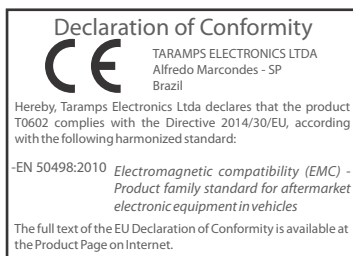 Declaration of Conformity
CE
TARAMPS ELECTRONICS LTDA
Alfredo Marcondes - SP
Brazil
Hereby, Taramps Electronics Ltda declares that the product
T0602 complies with the Directive 2014/30/EU, according
with the following harmonized standard:
-EN 50498:2010 Electromagnetic compatibility (EMC) -
Product family standard for aftermarket
electronic equipment in vehicles
The full text of the EU Declaration of Conformity is available at
the Product Page on Internet.